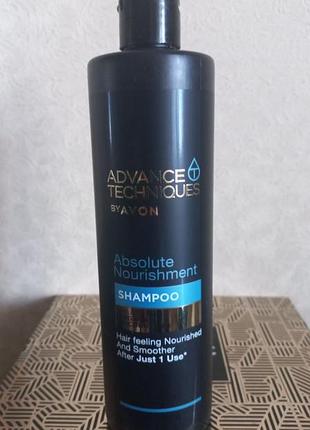 ADVANCE
TECHNIQUES
BY AVON
Absolute
Nourishment
SHAMPOO
Hair feeling Nourished
And Smoother
After Just 1 Use*